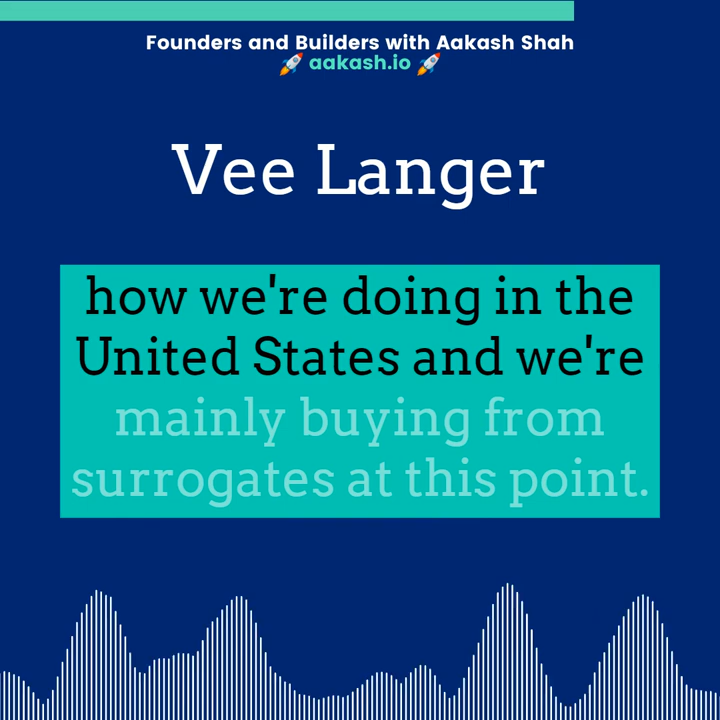 Founders and Builders with Aakash Shah
🚀 aakash.io 🚀
Vee Langer
how we're doing in the
United States and we're
mainly buying from
surrogates at this point.